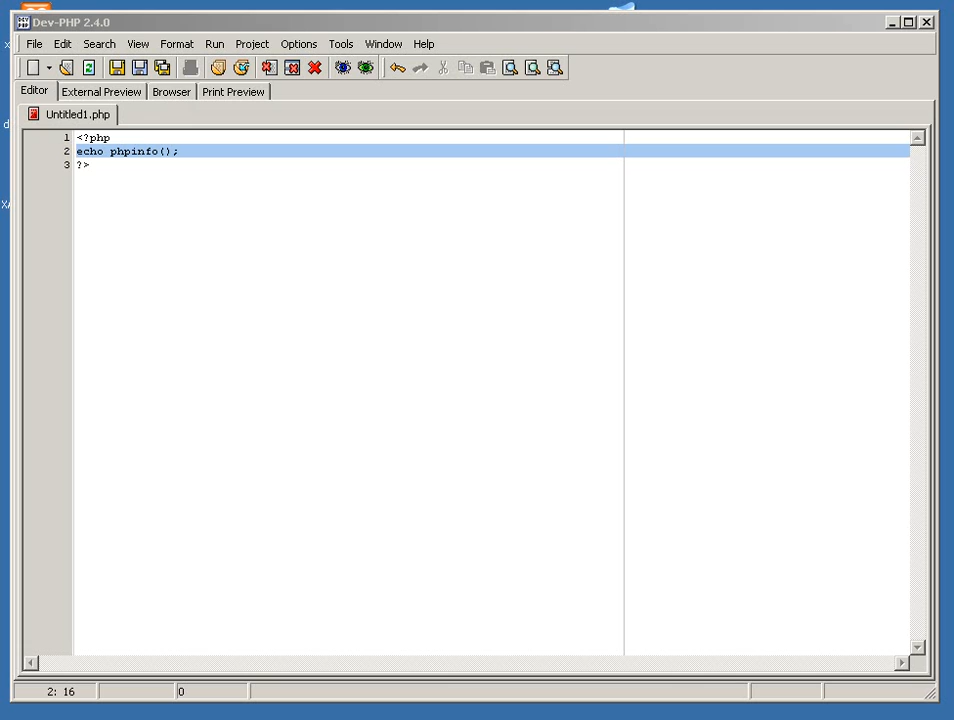 Dev-PHP 2.4.0
File Edit Search View Format Run Project Options Tools Window Help
Editor External Preview Browser Print Preview
Untitled1.php
1 <?php
2 echo phpinfo();
3 ?>
2: 16 0